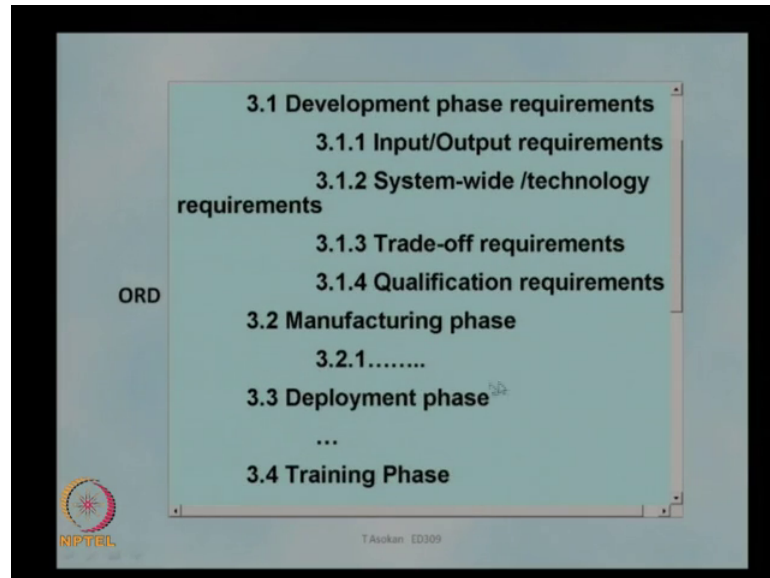 3.1 Development phase requirements
3.1.1 Input/Output requirements
3.1.2 System-wide /technology
requirements
3.1.3 Trade-off requirements
3.1.4 Qualification requirements
ORD
3.2 Manufacturing phase
3.2.1........
3.3 Deployment phase
...
3.4 Training Phase
NPTEL
T Asokan ED309